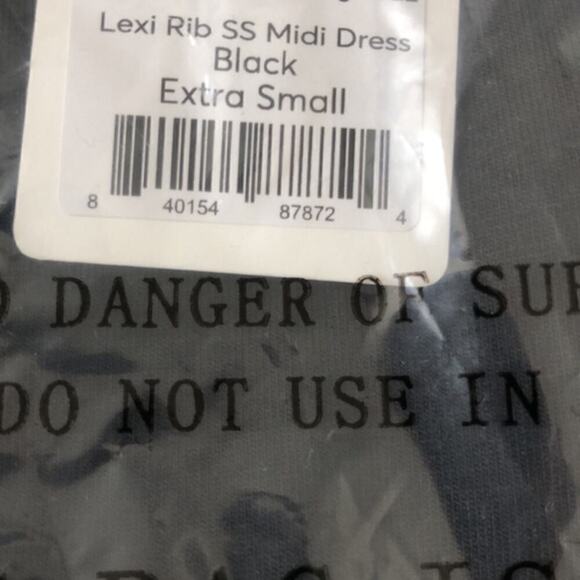 Lexi Rib SS Midi Dress
Black
Extra Small
8 40154 87872 4
DANGER OF
DO NOT USE IN